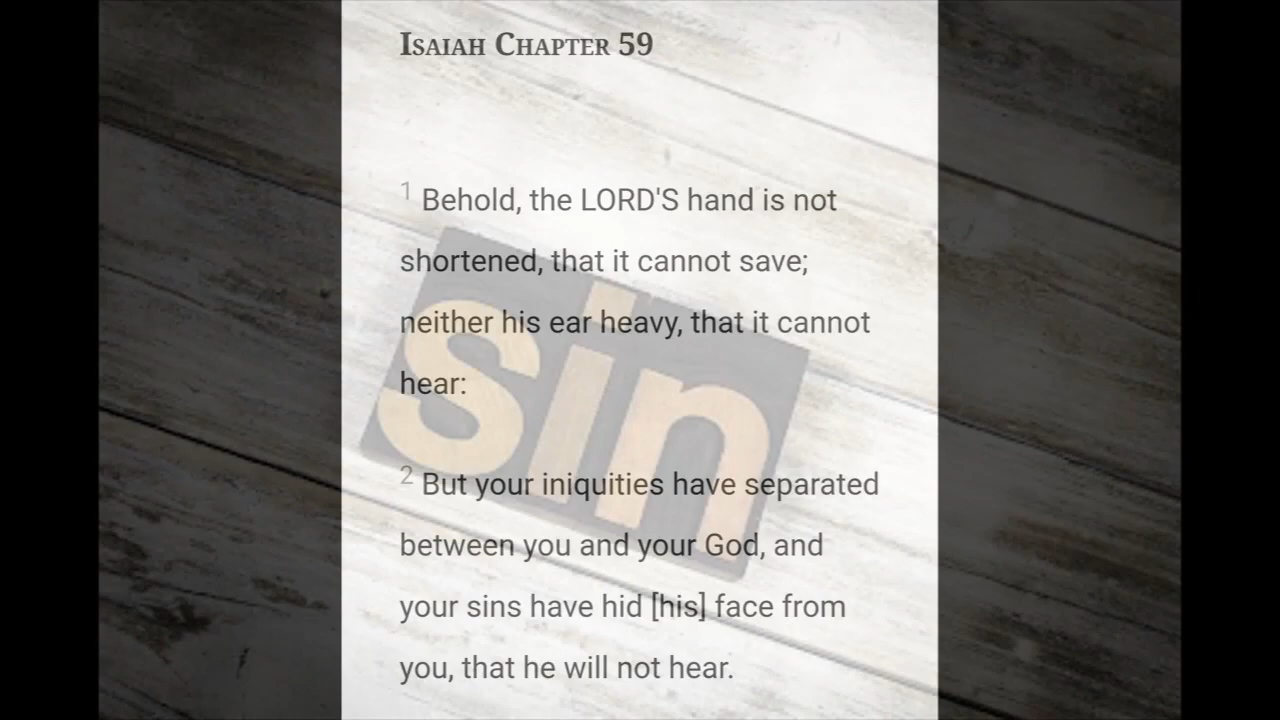 Isaiah Chapter 59
1 Behold, the LORD'S hand is not
shortened, that it cannot save;
neither his ear heavy, that it cannot
hear:
2 But your iniquities have separated
between you and your God, and
your sins have hid [his] face from
you, that he will not hear.
sin